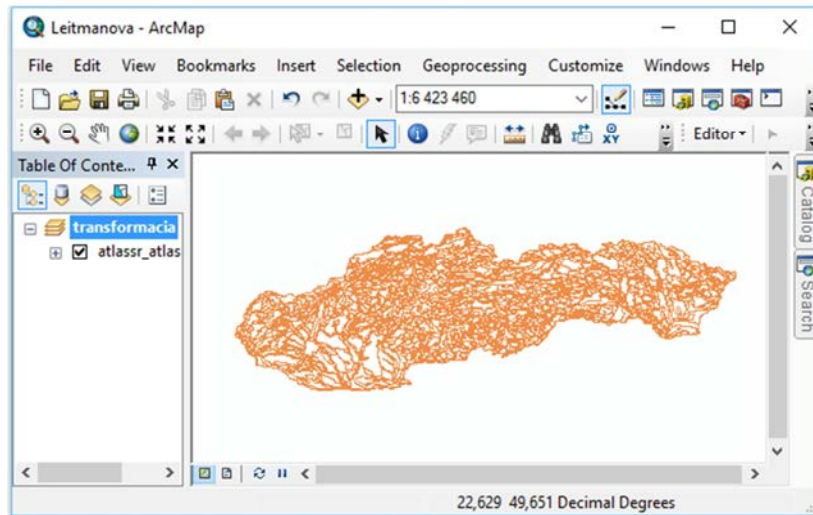 Leitmanova - ArcMap
File Edit View Bookmarks Insert Selection Geoprocessing Customize Windows Help
1:6 423 460
Editor
Table Of Conte...
transformacia
atlassr_atlas
Catalog
Search
22,629 49,651 Decimal Degrees